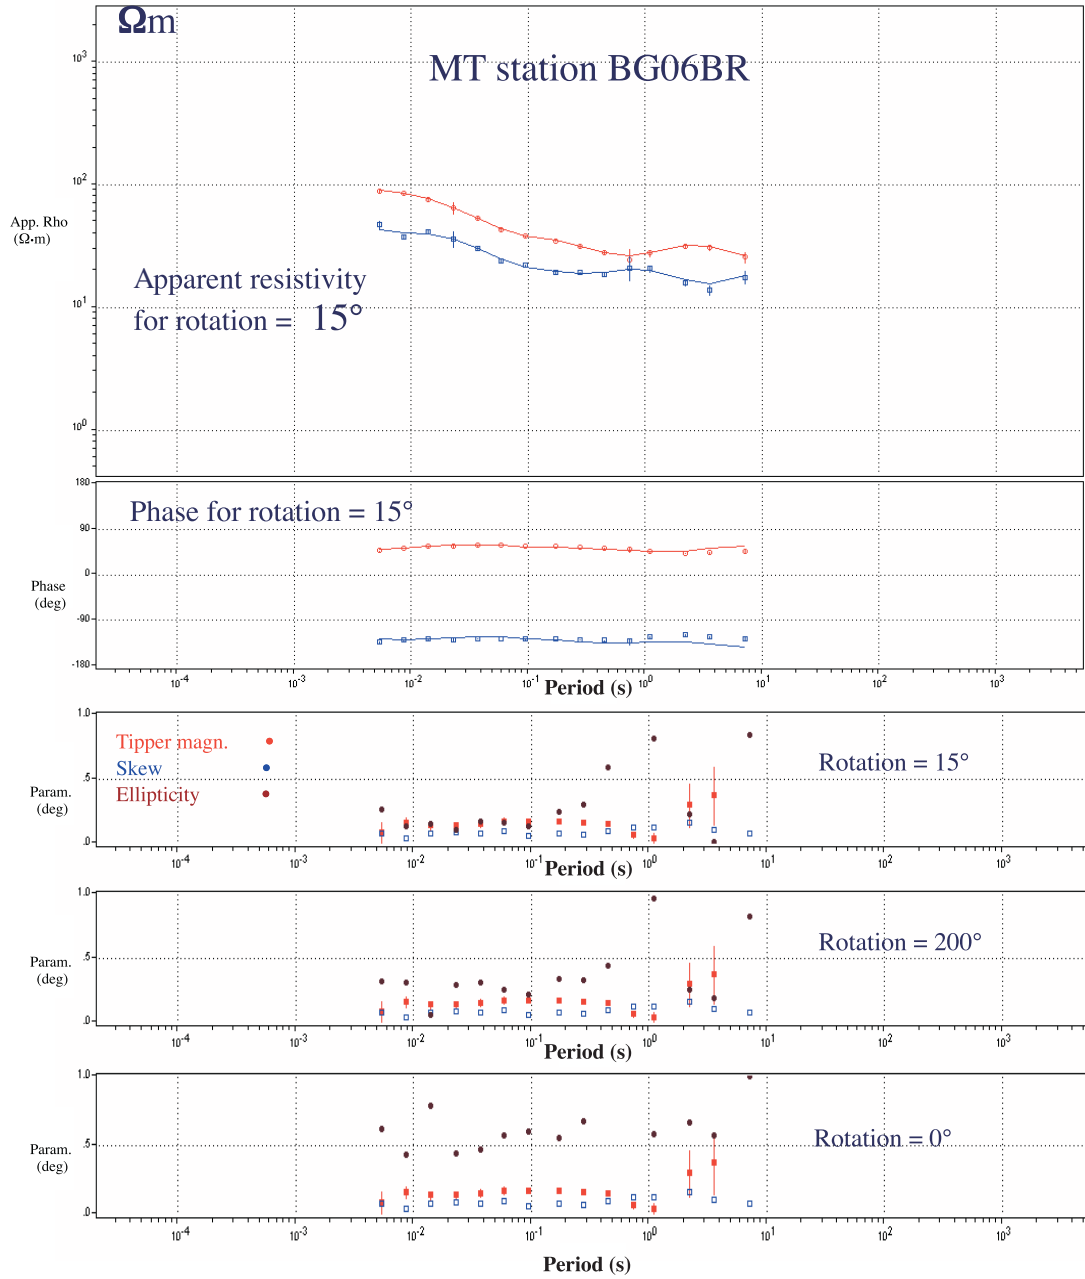 Ωm
MT station BG06BR
10³
10²
App. Rho
(Ω·m)
Apparent resistivity
for rotation = 15°
10¹
10⁰
180
Phase for rotation = 15°
90
0
Phase
(deg)
-90
-180
10⁻⁴ 10⁻³ 10⁻² 10⁻¹ 10⁰ 10¹ 10² 10³
Period (s)
1.0
Tipper magn.
Rotation = 15°
Skew
.5
Param.
(deg)
Ellipticity
.0
10⁻⁴ 10⁻³ 10⁻² 10⁻¹ 10⁰ 10¹ 10² 10³
Period (s)
1.0
Rotation = 200°
.5
Param.
(deg)
.0
10⁻⁴ 10⁻³ 10⁻² 10⁻¹ 10⁰ 10¹ 10² 10³
Period (s)
1.0
Rotation = 0°
.5
Param.
(deg)
.0
10⁻⁴ 10⁻³ 10⁻² 10⁻¹ 10⁰ 10¹ 10² 10³
Period (s)